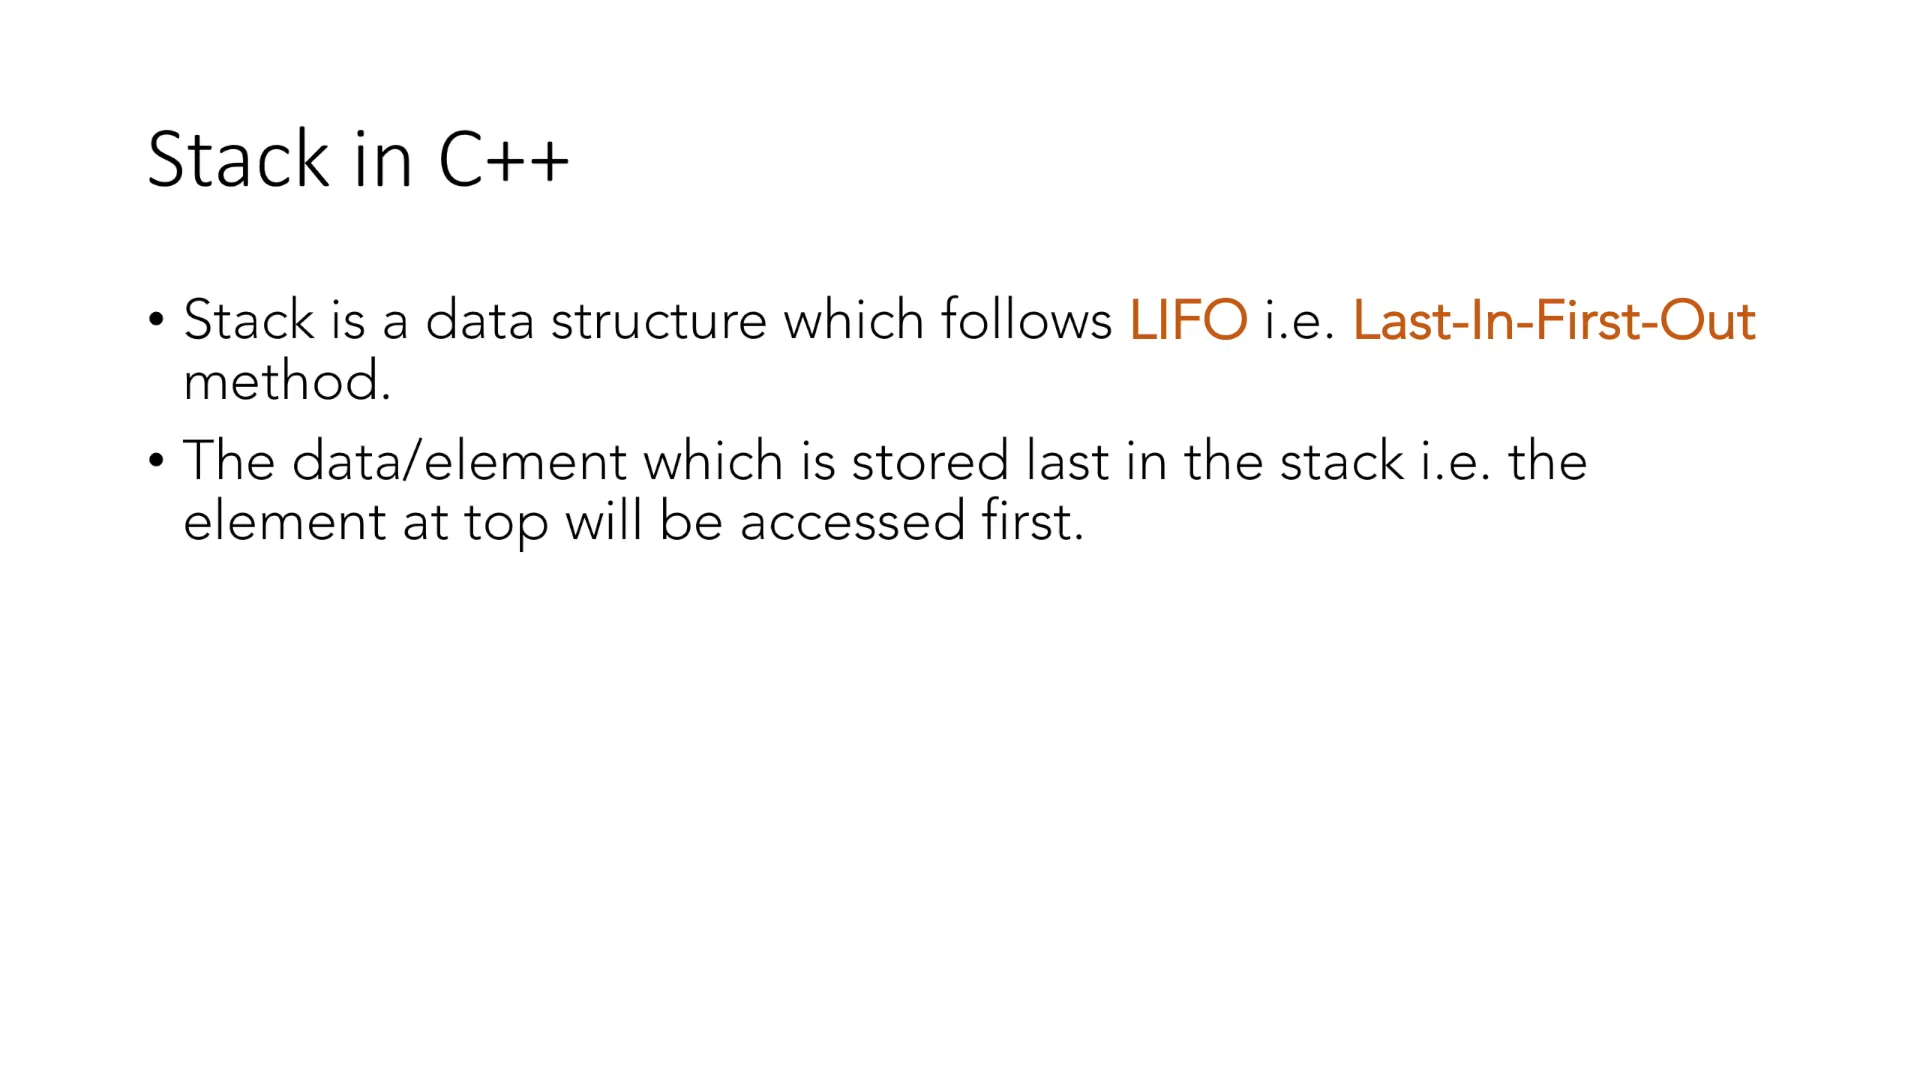 Stack in C++
• Stack is a data structure which follows LIFO i.e. Last-In-First-Out
method.
• The data/element which is stored last in the stack i.e. the
element at top will be accessed first.